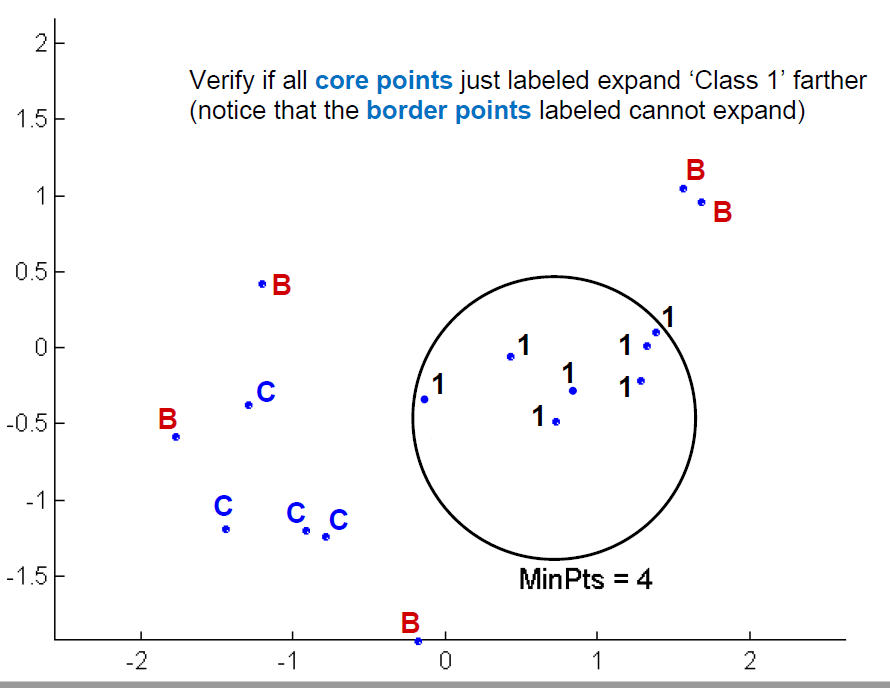 2
Verify if all core points just labeled expand ‘Class 1’ farther
(notice that the border points labeled cannot expand)
1.5
B
1
B
0.5
B
1
0
1
1
1
1
C
1
-0.5
B
1
-1
C
C
C
-1.5
MinPts = 4
B
-2
-1
0
1
2